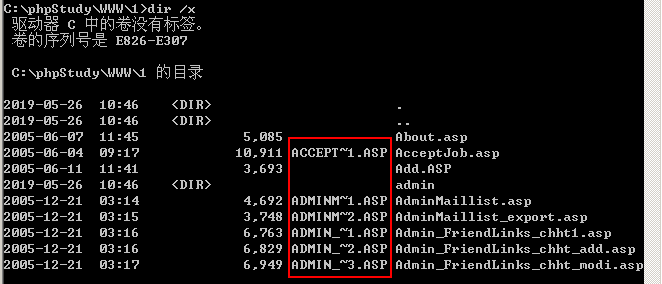 C:\phpStudy\WWW\1>dir /x
驱动器 C 中的卷没有标签。
卷的序列号是 E826-E307
C:\phpStudy\WWW\1 的目录
2019-05-26 10:46 <DIR> .
2019-05-26 10:46 <DIR> ..
2005-06-07 11:45 5,085 About.asp
2005-06-04 09:17 10,911 ACCEPT~1.ASP AcceptJob.asp
2005-06-11 11:41 3,693 Add.ASP
2019-05-26 10:46 <DIR> admin
2005-12-21 03:14 4,692 ADMINM~1.ASP AdminMaillist.asp
2005-12-21 03:15 3,748 ADMINM~2.ASP AdminMaillist_export.asp
2005-12-21 03:16 6,763 ADMIN_~1.ASP Admin_FriendLinks_chht1.asp
2005-12-21 03:16 6,829 ADMIN_~2.ASP Admin_FriendLinks_chht_add.asp
2005-12-21 03:17 6,949 ADMIN_~3.ASP Admin_FriendLinks_chht_modi.asp